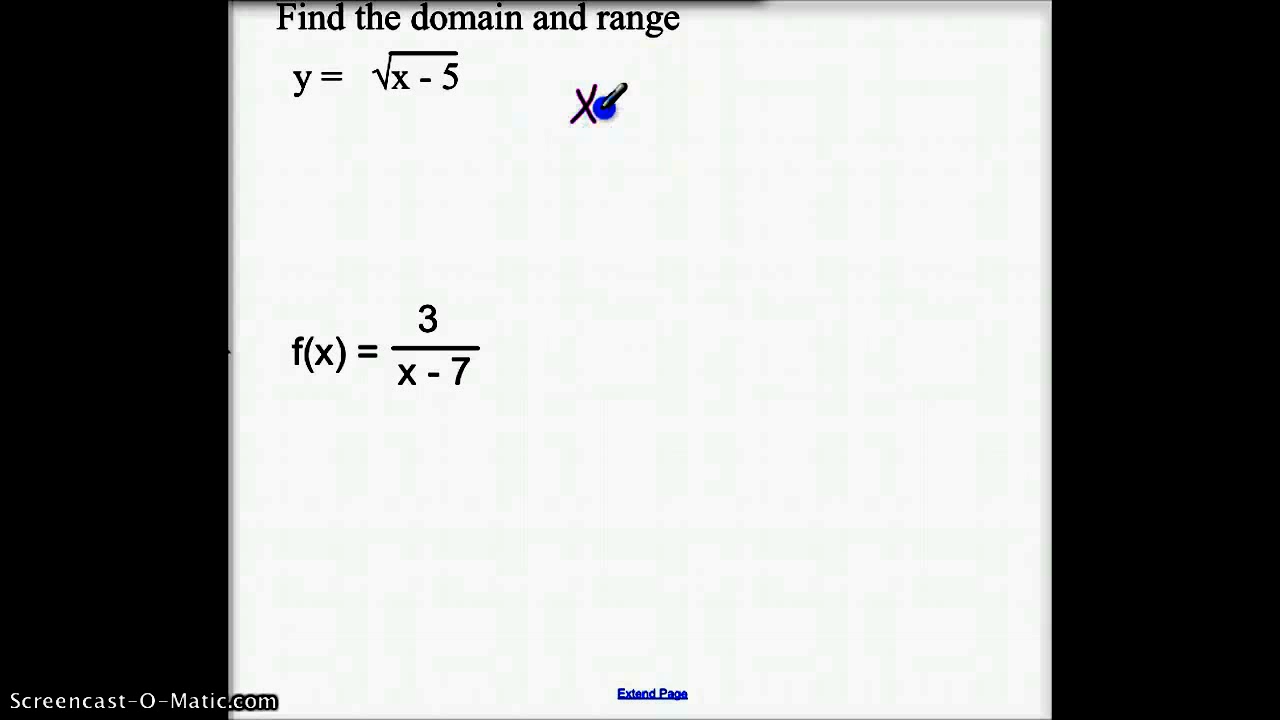 Find the domain and range
y = √x - 5
X
f(x) = 3
x - 7
Extend Page
Screencast-O-Matic.com